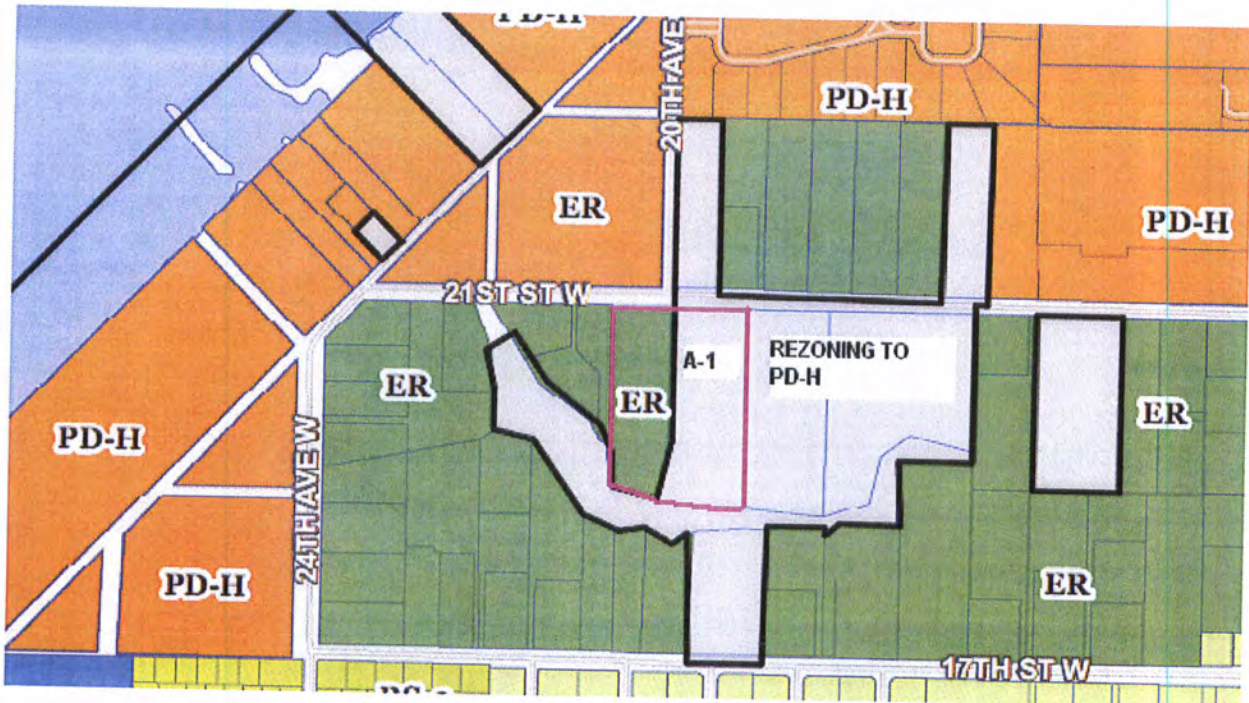 PD-H
20TH AVE
PD-H
ER
PD-H
21ST ST W
A-1
REZONING TO
PD-H
ER
ER
ER
PD-H
24TH AVE W
PD-H
ER
17TH ST W